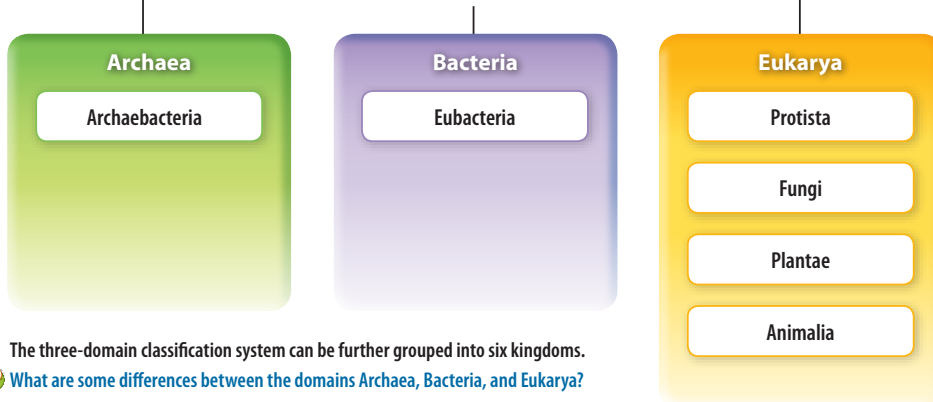 Archaea
Archaebacteria
Bacteria
Eubacteria
Eukarya
Protista
Fungi
Plantae
Animalia
The three-domain classification system can be further grouped into six kingdoms.
What are some differences between the domains Archaea, Bacteria, and Eukarya?